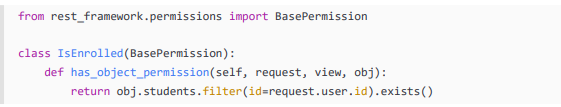 from rest_framework.permissions import BasePermission
class IsEnrolled(BasePermission):
    def has_object_permission(self, request, view, obj):
        return obj.students.filter(id=request.user.id).exists()